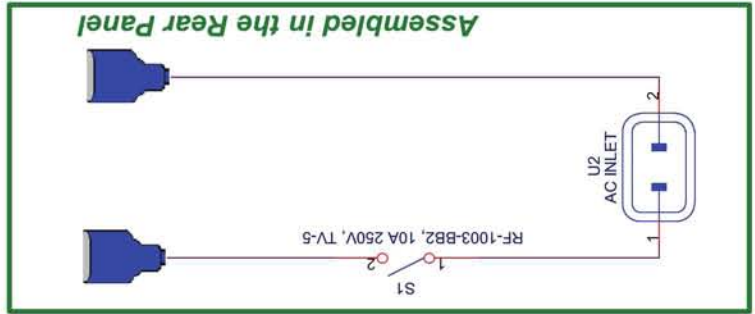 Assembled in the Rear Panel
S1
1
2
RF-1003-BB2, 10A 250V, TV-5
1
U2
AC INLET
2